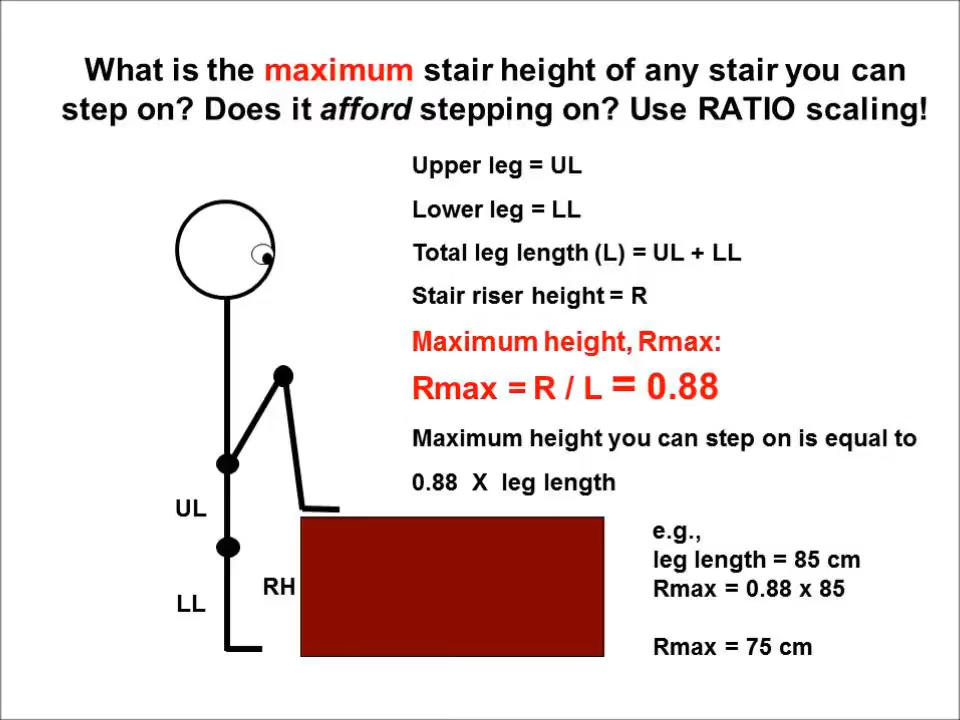 What is the maximum stair height of any stair you can
step on? Does it afford stepping on? Use RATIO scaling!
Upper leg = UL
Lower leg = LL
Total leg length (L) = UL + LL
Stair riser height = R
Maximum height, Rmax:
Rmax = R / L = 0.88
Maximum height you can step on is equal to
0.88 X leg length
UL
LL
RH
e.g.,
leg length = 85 cm
Rmax = 0.88 x 85
Rmax = 75 cm